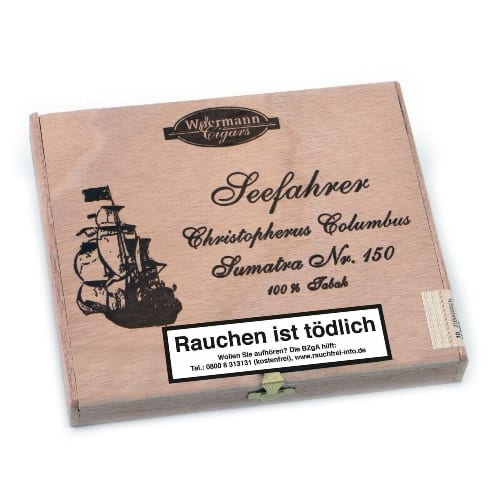 Woermann
Cigars
Seefahrer
Christopherus Columbus
Sumatra Nr. 150
100 % Tabak
Rauchen ist tödlich
Wollen Sie aufhören? Die BZgA hilft:
Tel.: 0800 8 313131 (kostenfrei), www.rauchfrei-info.de